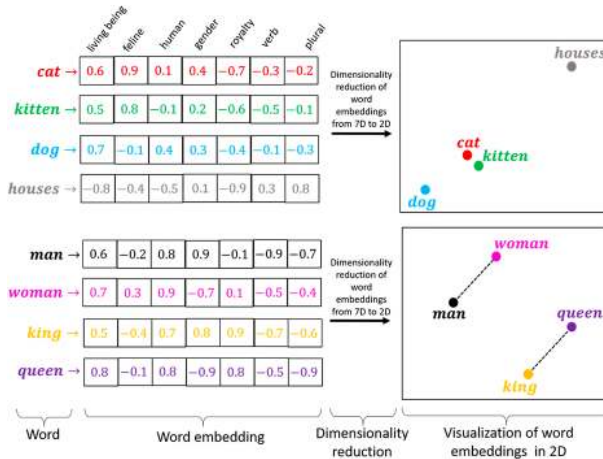 living being feline human gender royalty verb plural
cat → 0.6 0.9 0.1 0.4 −0.7 −0.3 −0.2
kitten → 0.5 0.8 −0.1 0.2 −0.6 −0.5 −0.1
dog → 0.7 −0.1 0.4 0.3 −0.4 −0.1 −0.3
houses → −0.8 −0.4 −0.5 0.1 −0.9 0.3 0.8
Dimensionality
reduction of
word
embeddings
from 7D to 2D
houses
cat
kitten
dog
man → 0.6 −0.2 0.8 0.9 −0.1 −0.9 −0.7
woman → 0.7 0.3 0.9 −0.7 0.1 −0.5 −0.4
king → 0.5 −0.4 0.7 0.8 0.9 −0.7 −0.6
queen → 0.8 −0.1 0.8 −0.9 0.8 −0.5 −0.9
Dimensionality
reduction of
word
embeddings
from 7D to 2D
woman
man
queen
king
Word
Word embedding
Dimensionality
reduction
Visualization of word
embeddings in 2D